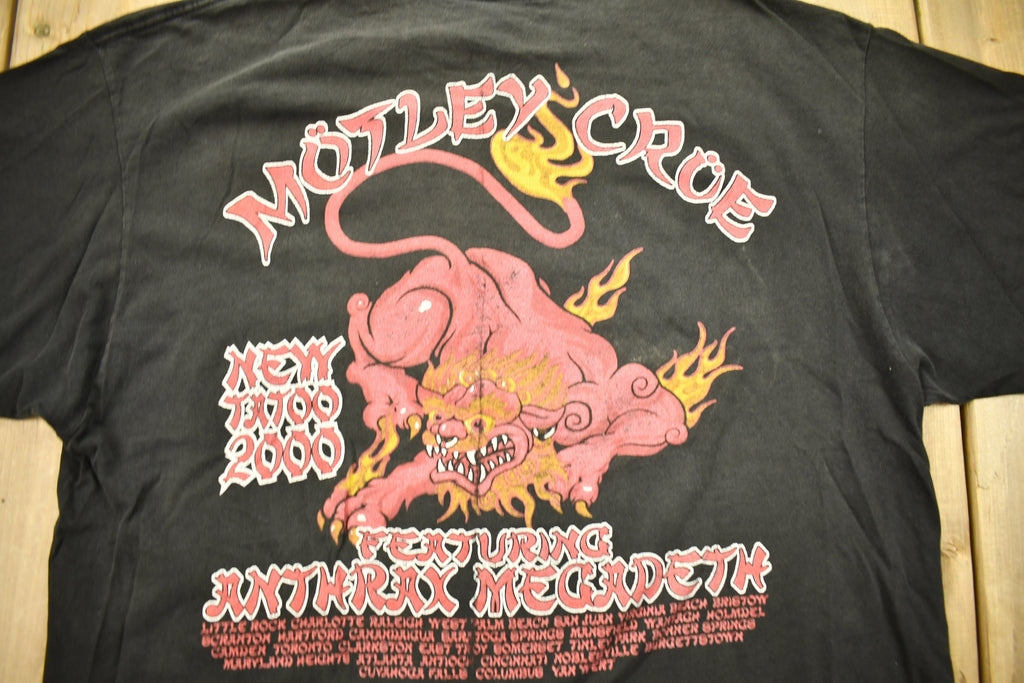 MÖTLEY CRÜE
NEW
TATOO
2000
FEATURING
ANTHRAX MEGADETH
LITTLE ROCK CHARLOTTE RALEIGH WEST PALM BEACH SAN JUAN VIRGINIA BEACH BRISTOW
SCRANTON HARTFORD CANANDAIGUA SARATOGA SPRINGS MANSFIELD WANTAGH HOLMDEL
CAMDEN TORONTO CLARKSTON EAST TROY SOMERSET TINLEY PARK BONNER SPRINGS
MARYLAND HEIGHTS ATLANTA ANTIOCH CINCINNATI NOBLESVILLE BURGETTSTOWN
CUYAHOGA FALLS COLUMBUS VAN WERT